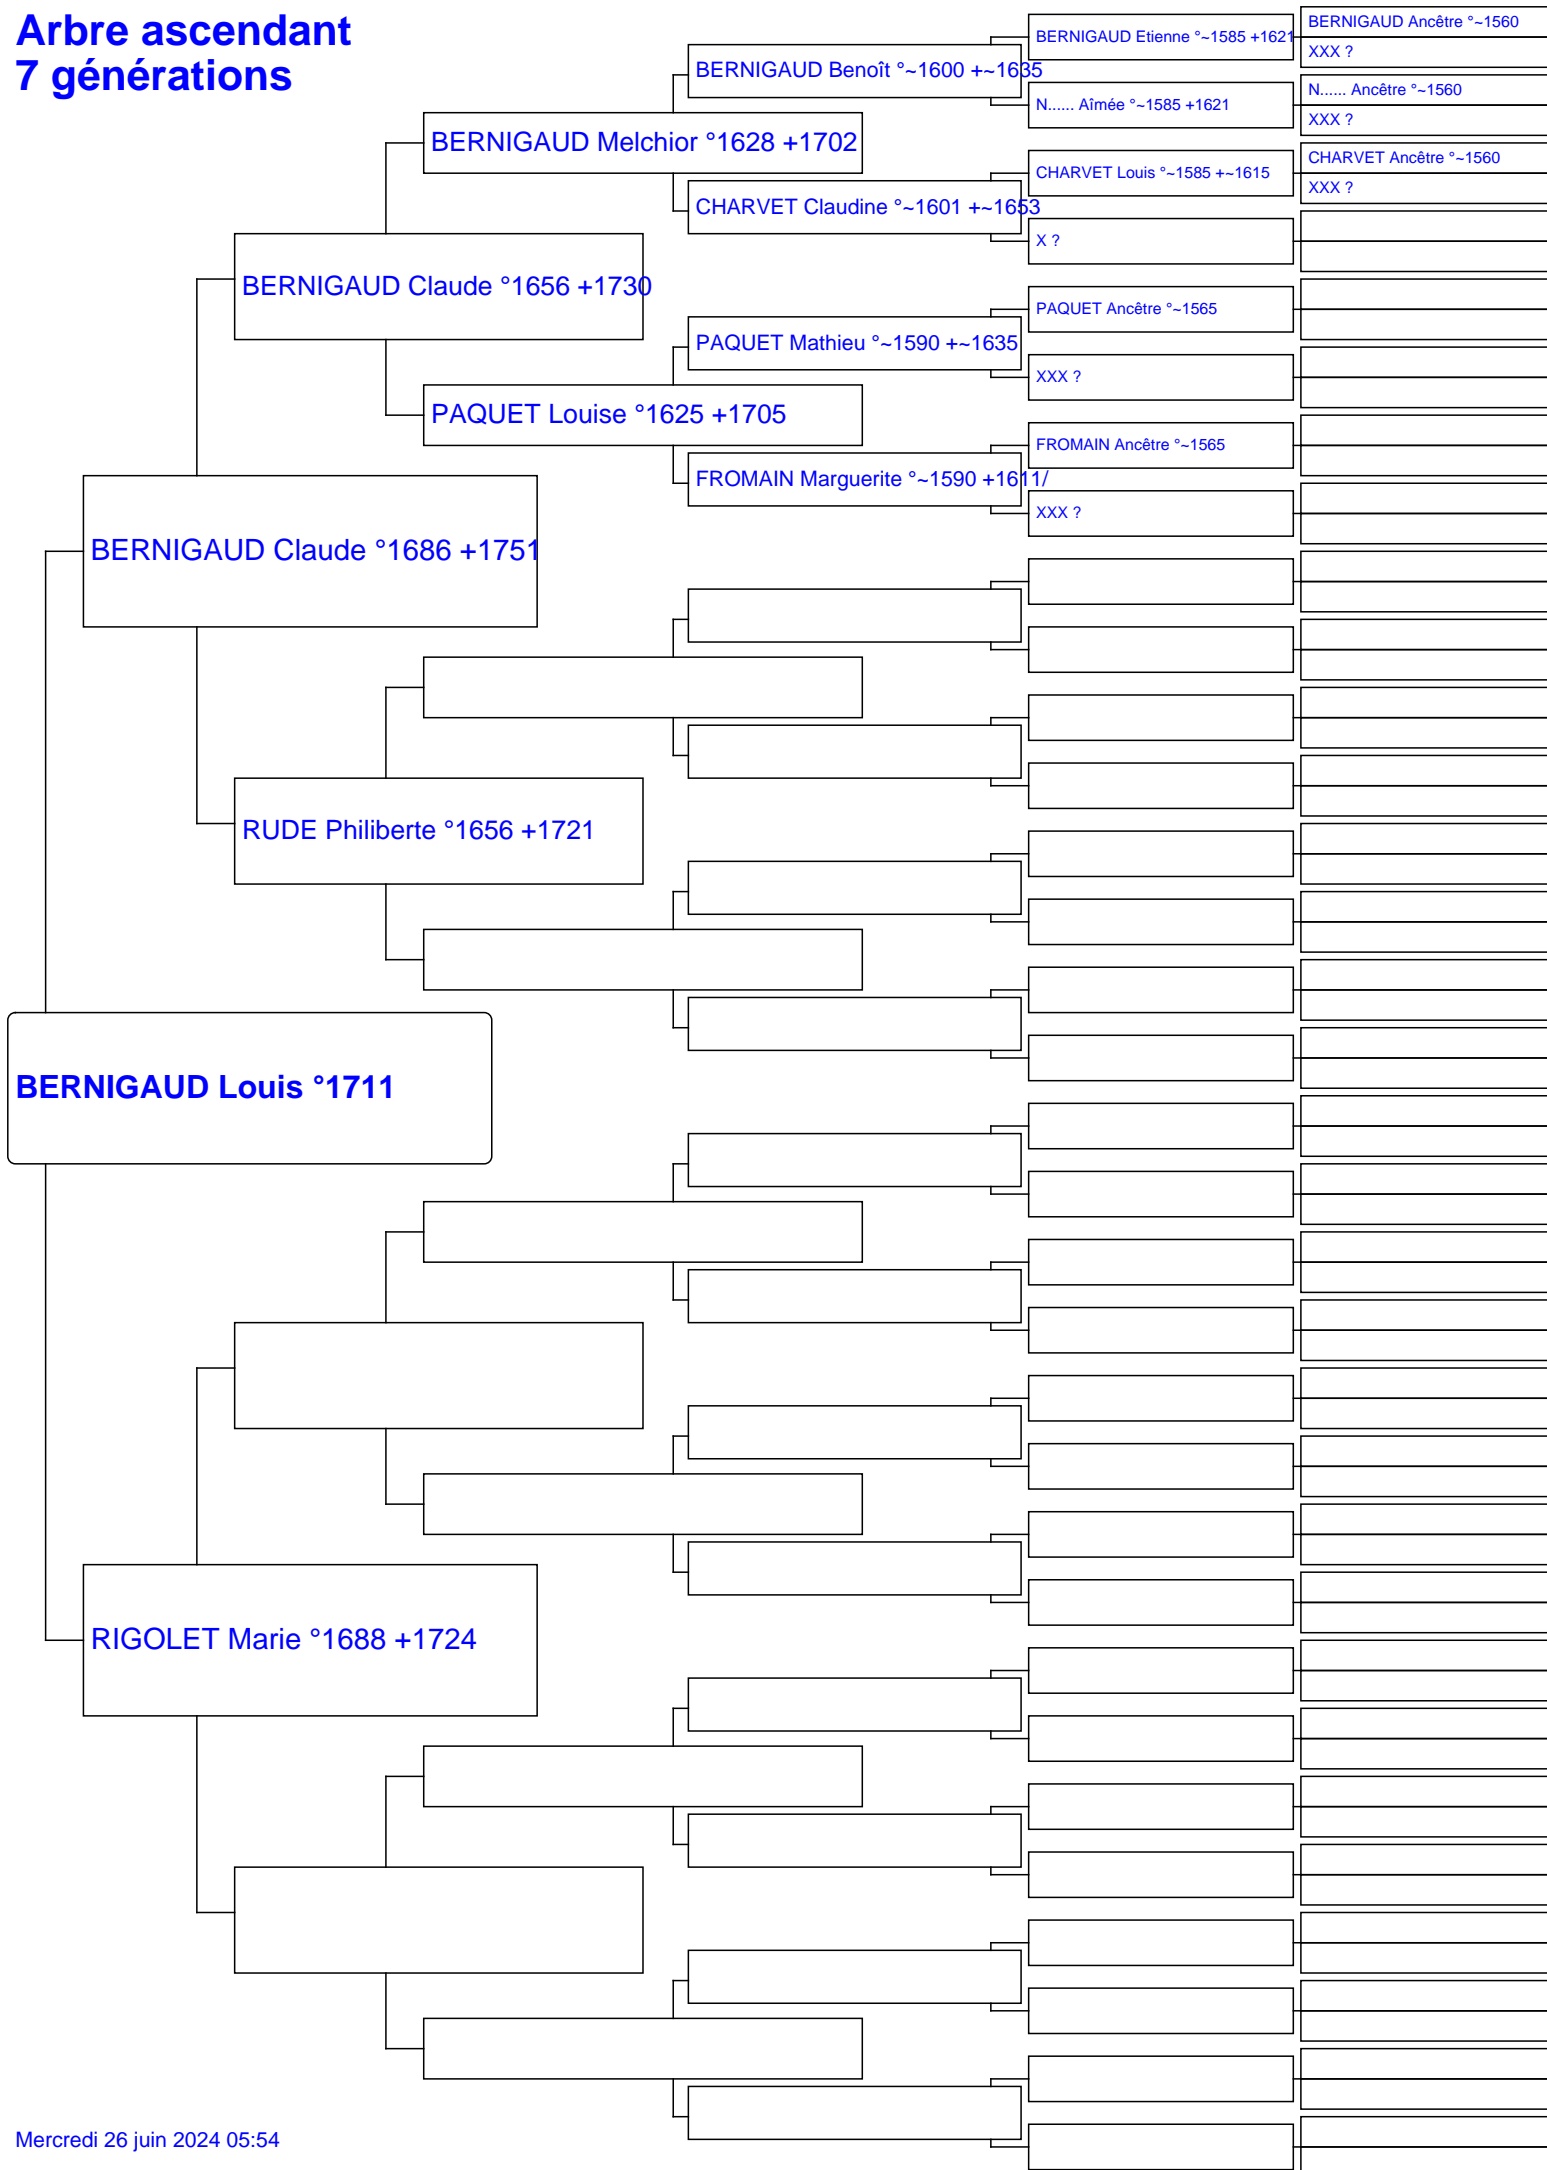 Arbre ascendant
7 générations
BERNIGAUD Ancêtre °~1560
BERNIGAUD Etienne °~1585 +1621
XXX ?
BERNIGAUD Benoît °~1600 +~1635
N...... Ancêtre °~1560
N...... Aîmée °~1585 +1621
XXX ?
BERNIGAUD Melchior °1628 +1702
CHARVET Ancêtre °~1560
CHARVET Louis °~1585 +~1615
XXX ?
CHARVET Claudine °~1601 +~1653
X ?
BERNIGAUD Claude °1656 +1730
PAQUET Ancêtre °~1565
PAQUET Mathieu °~1590 +~1635
XXX ?
PAQUET Louise °1625 +1705
FROMAIN Ancêtre °~1565
FROMAIN Marguerite °~1590 +1611/
XXX ?
BERNIGAUD Claude °1686 +1751
RUDE Philiberte °1656 +1721
BERNIGAUD Louis °1711
RIGOLET Marie °1688 +1724
Mercredi 26 juin 2024 05:54